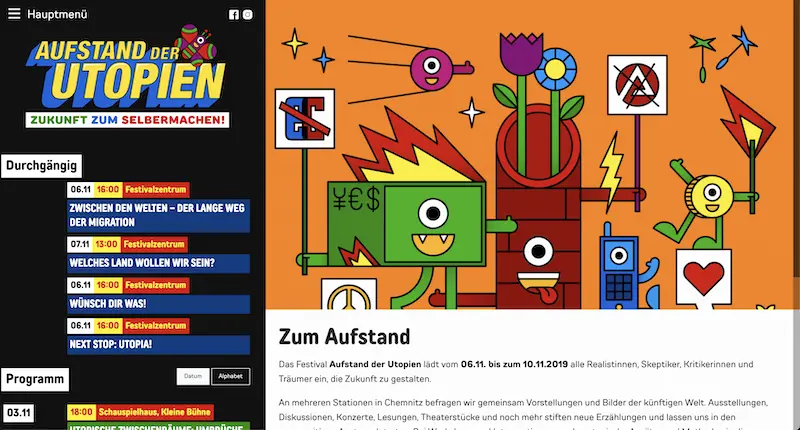 Hauptmenü
AUFSTAND DER
UTOPIEN
ZUKUNFT ZUM SELBERMACHEN!
Durchgängig
06.11 16:00 Festivalzentrum
ZWISCHEN DEN WELTEN – DER LANGE WEG
DER MIGRATION
07.11 13:00 Festivalzentrum
WELCHES LAND WOLLEN WIR SEIN?
06.11 16:00 Festivalzentrum
WÜNSCH DIR WAS!
06.11 16:00 Festivalzentrum
NEXT STOP: UTOPIA!
Programm
Datum
Alphabet
03.11
18:00 Schauspielhaus, Kleine Bühne
UTOPISCHE ZWISCHENRÄUME: UMBRÜCHE
¥€$
Zum Aufstand
Das Festival Aufstand der Utopien lädt vom 06.11. bis zum 10.11.2019 alle Realistinnen, Skeptiker, Kritikerinnen und
Träumer ein, die Zukunft zu gestalten.
An mehreren Stationen in Chemnitz befragen wir gemeinsam Vorstellungen und Bilder der künftigen Welt. Ausstellungen,
Diskussionen, Konzerte, Lesungen, Theaterstücke und noch mehr stiften neue Erzählungen und lassen uns in den